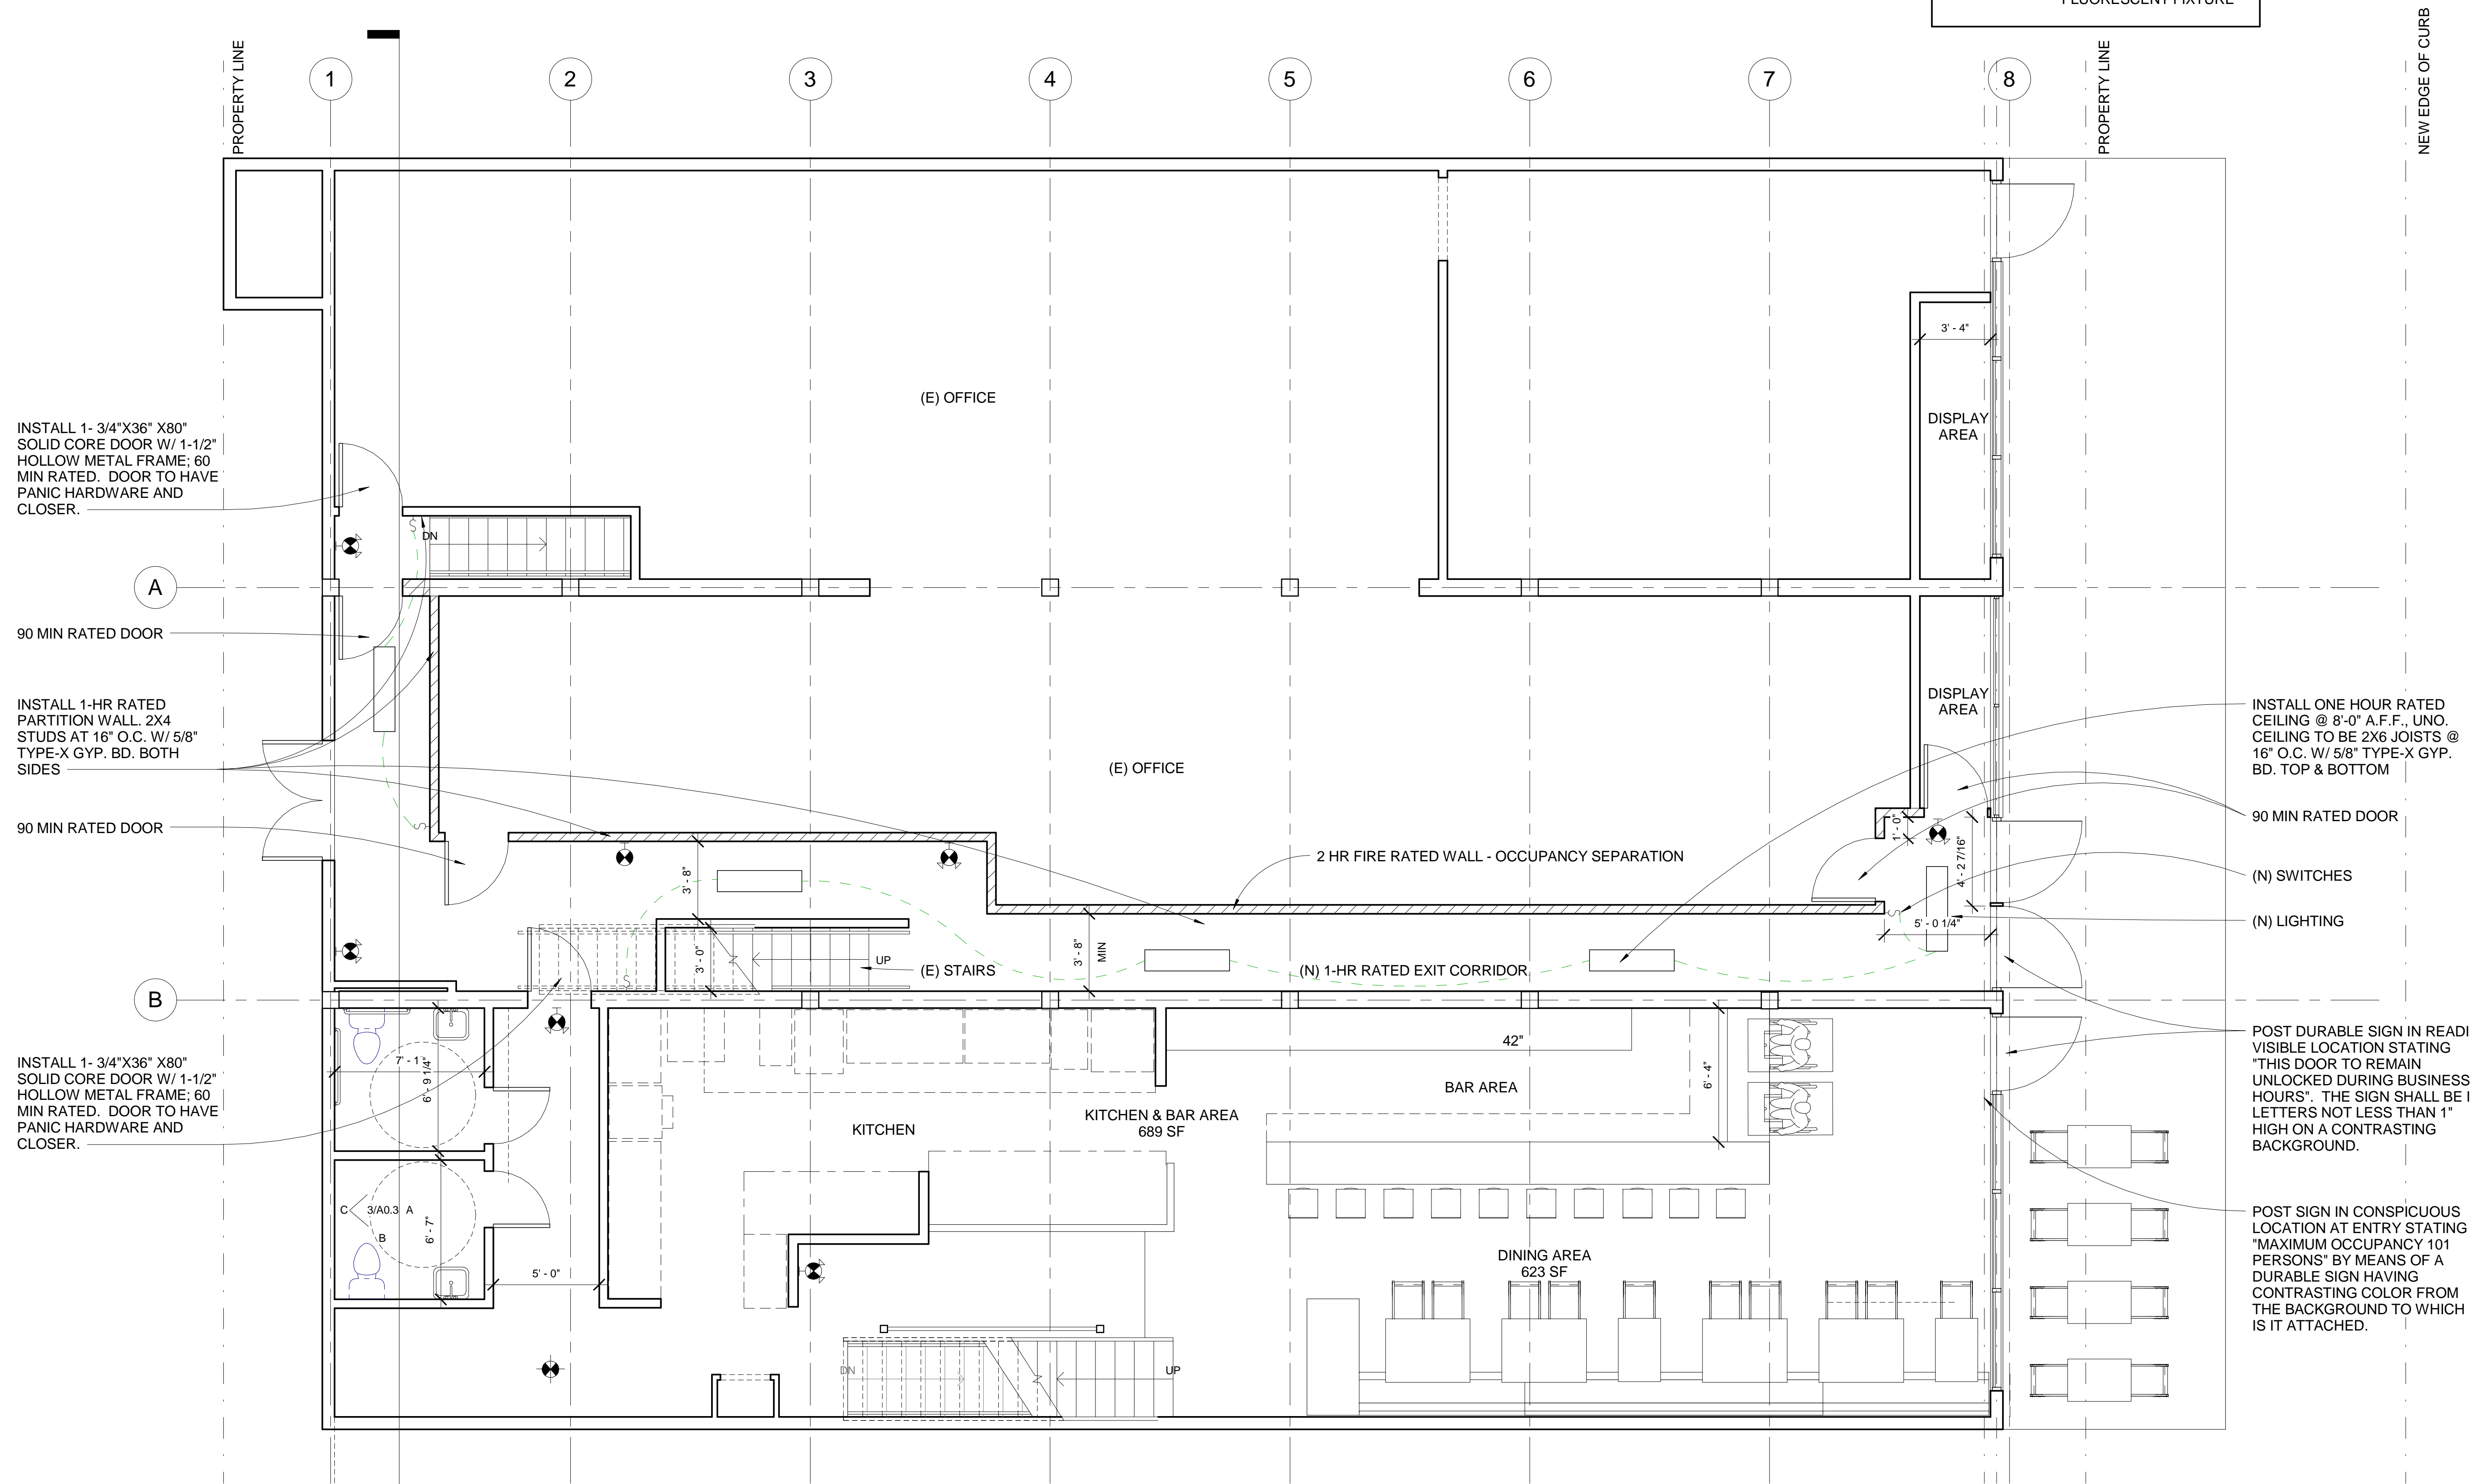 FLUORESCENT FIXTURE
PROPERTY LINE
1
2
3
4
5
6
7
8
PROPERTY LINE
NEW EDGE OF CURB
3' - 4"
(E) OFFICE
DISPLAY
AREA
INSTALL 1- 3/4"X36" X80"
SOLID CORE DOOR W/ 1-1/2"
HOLLOW METAL FRAME; 60
MIN RATED. DOOR TO HAVE
PANIC HARDWARE AND
CLOSER.
S
DN
A
90 MIN RATED DOOR
INSTALL 1-HR RATED
PARTITION WALL. 2X4
STUDS AT 16" O.C. W/ 5/8"
TYPE-X GYP. BD. BOTH
SIDES
90 MIN RATED DOOR
S
(E) OFFICE
DISPLAY
AREA
INSTALL ONE HOUR RATED
CEILING @ 8'-0" A.F.F., UNO.
CEILING TO BE 2X6 JOISTS @
16" O.C. W/ 5/8" TYPE-X GYP.
BD. TOP & BOTTOM
90 MIN RATED DOOR
1' - 0"
4' - 2 7/16"
2 HR FIRE RATED WALL - OCCUPANCY SEPARATION
(N) SWITCHES
3' - 8"
S
5' - 0 1/4"
(N) LIGHTING
3' - 0"
UP
(E) STAIRS
3' - 8"
MIN
(N) 1-HR RATED EXIT CORRIDOR
S
B
INSTALL 1- 3/4"X36" X80"
SOLID CORE DOOR W/ 1-1/2"
HOLLOW METAL FRAME; 60
MIN RATED. DOOR TO HAVE
PANIC HARDWARE AND
CLOSER.
7' - 1"
6' - 9 1/4"
42"
BAR AREA
6' - 4"
KITCHEN
KITCHEN & BAR AREA
689 SF
POST DURABLE SIGN IN READI
VISIBLE LOCATION STATING
"THIS DOOR TO REMAIN
UNLOCKED DURING BUSINESS
HOURS". THE SIGN SHALL BE I
LETTERS NOT LESS THAN 1"
HIGH ON A CONTRASTING
BACKGROUND.
C
3/A0.3
A
B
6' - 7"
5' - 0"
DINING AREA
623 SF
POST SIGN IN CONSPICUOUS
LOCATION AT ENTRY STATING
"MAXIMUM OCCUPANCY 101
PERSONS" BY MEANS OF A
DURABLE SIGN HAVING
CONTRASTING COLOR FROM
THE BACKGROUND TO WHICH
IS IT ATTACHED.
DN
UP